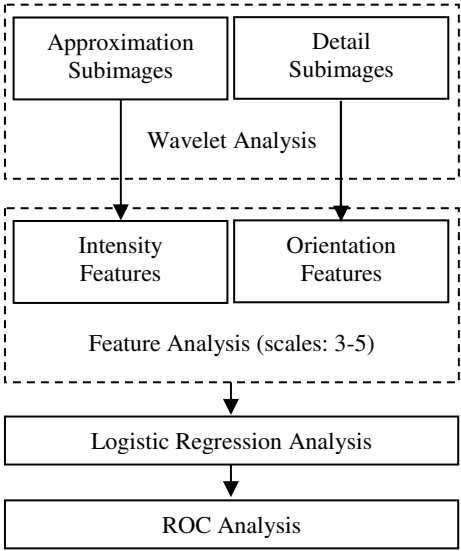 Approximation
Subimages
Detail
Subimages
Wavelet Analysis
Intensity
Features
Orientation
Features
Feature Analysis (scales: 3-5)
Logistic Regression Analysis
ROC Analysis